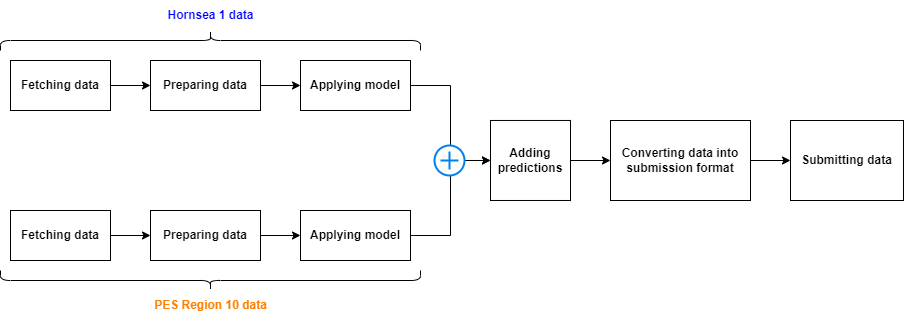 Hornsea 1 data
Fetching data
Preparing data
Applying model
Adding
predictions
Converting data into
submission format
Submitting data
Fetching data
Preparing data
Applying model
PES Region 10 data